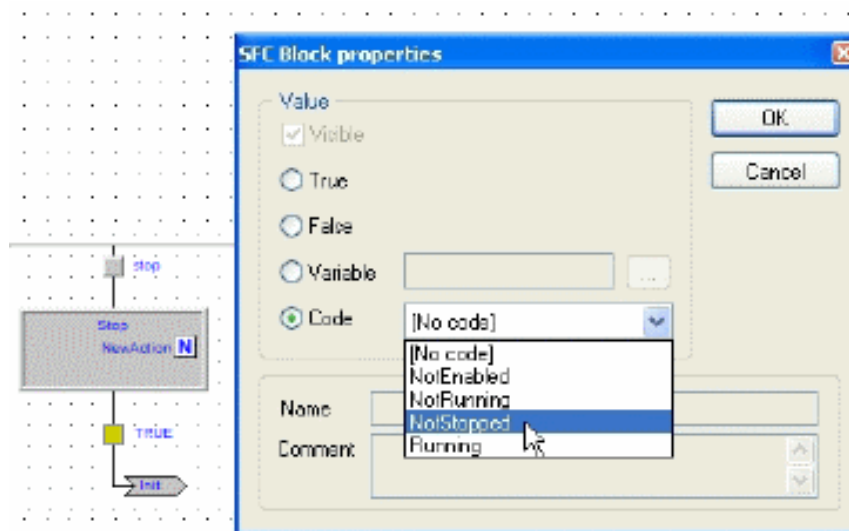 SFC Block properties
Value
Visible
OK
True
Cancel
False
stop
Variable
...
Code
[No code]
Stop
NewAction N
[No code]
NotEnabled
NotRunning
NotStopped
Running
Name
Comment
TRUE
Init